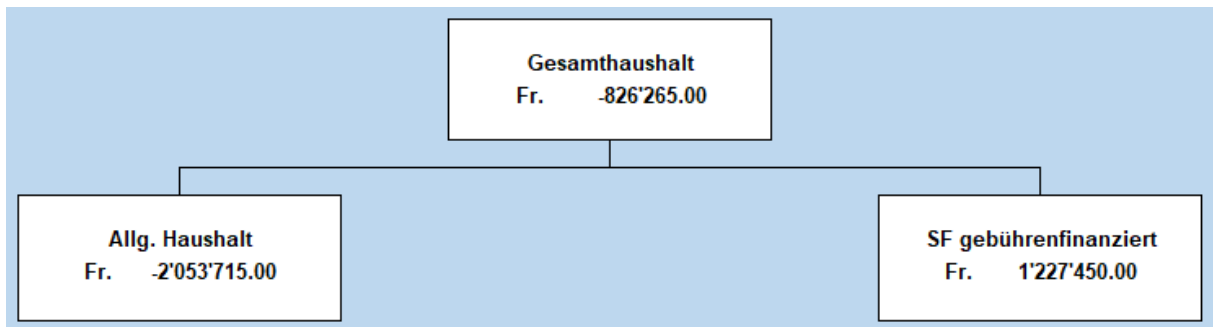 Gesamthaushalt
Fr. -826'265.00
Allg. Haushalt
Fr. -2'053'715.00
SF gebührenfinanziert
Fr. 1'227'450.00